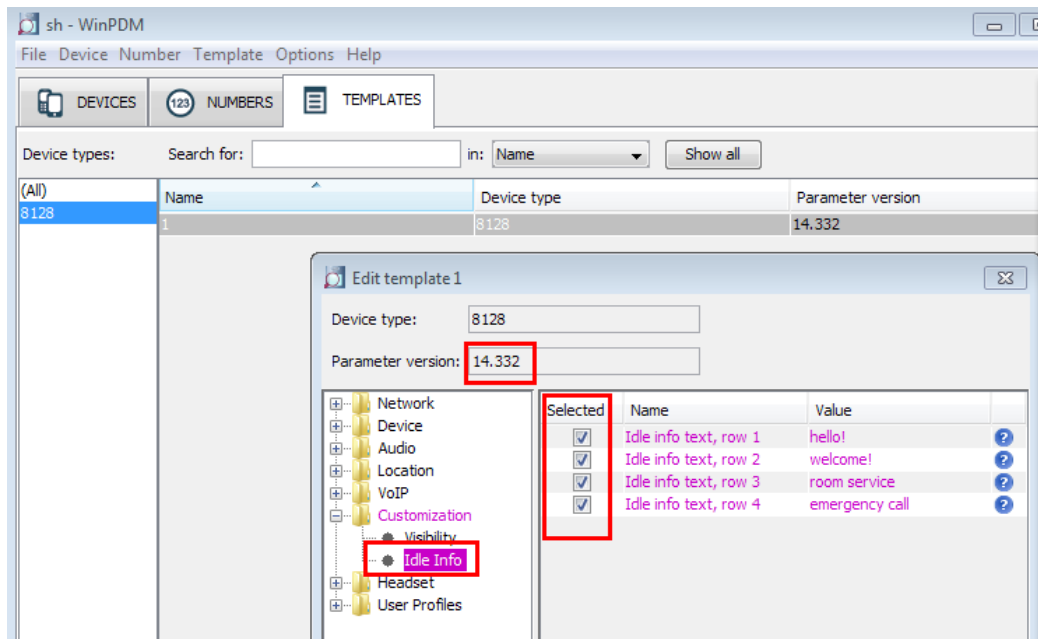 sh - WinPDM
File Device Number Template Options Help
DEVICES 123 NUMBERS TEMPLATES
Device types: Search for: in: Name Show all
(All) Name Device type Parameter version
8128
1 8128 14.332
Edit template 1
Device type: 8128
Parameter version: 14.332
Network Selected Name Value
Device Idle info text, row 1 hello! ?
Audio Idle info text, row 2 welcome! ?
Location Idle info text, row 3 room service ?
VoIP Idle info text, row 4 emergency call ?
Customization
Visibility
Idle Info
Headset
User Profiles